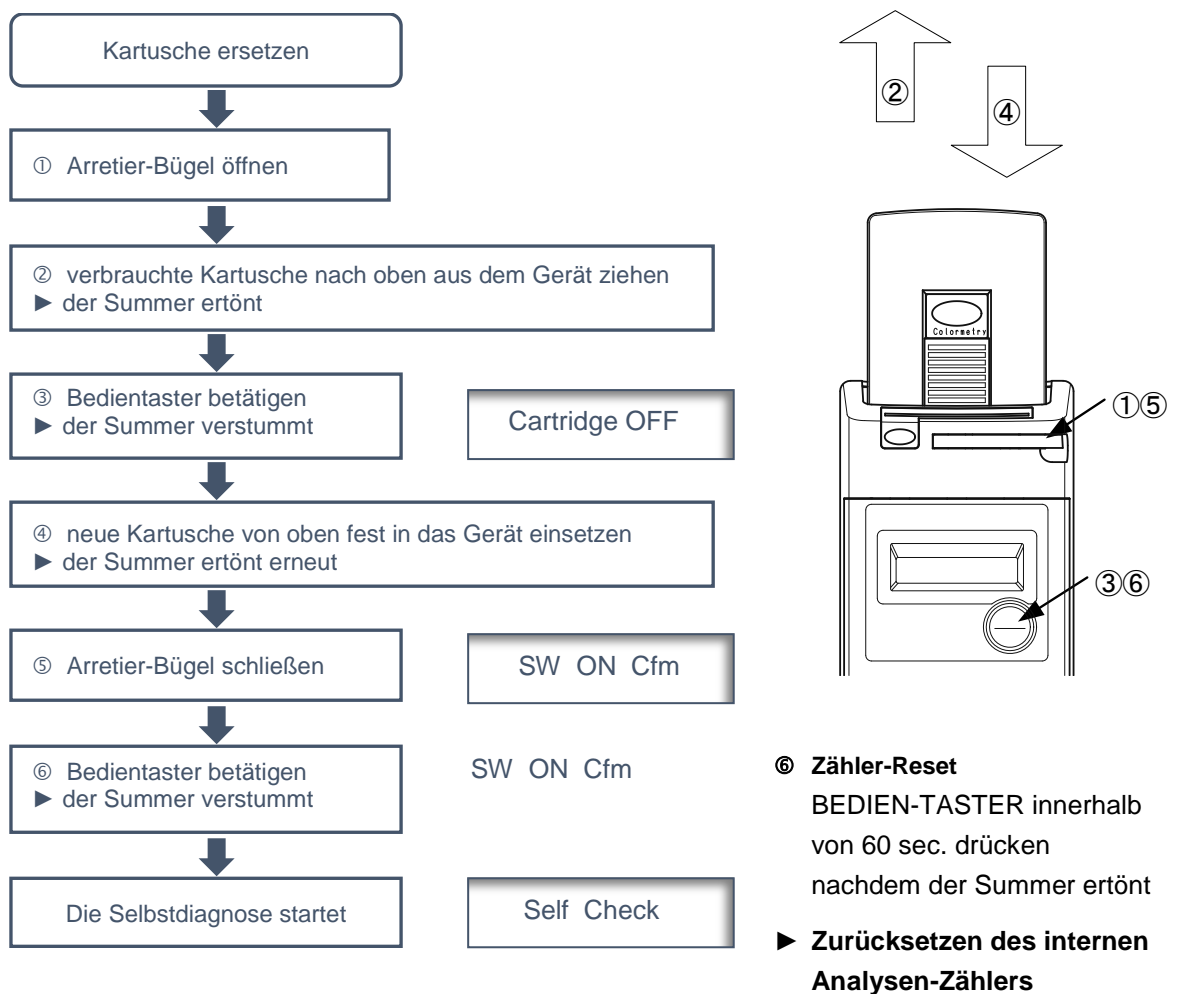 Kartusche ersetzen
① Arretier-Bügel öffnen
② verbrauchte Kartusche nach oben aus dem Gerät ziehen
► der Summer ertönt
③ Bedientaster betätigen
► der Summer verstummt
Cartridge OFF
④ neue Kartusche von oben fest in das Gerät einsetzen
► der Summer ertönt erneut
⑤ Arretier-Bügel schließen
SW ON Cfm
⑥ Bedientaster betätigen
► der Summer verstummt
SW ON Cfm
Die Selbstdiagnose startet
Self Check
②
④
Colormetry
①⑤
③⑥
⑥ Zähler-Reset
BEDIEN-TASTER innerhalb
von 60 sec. drücken
nachdem der Summer ertönt
► Zurücksetzen des internen
Analysen-Zählers